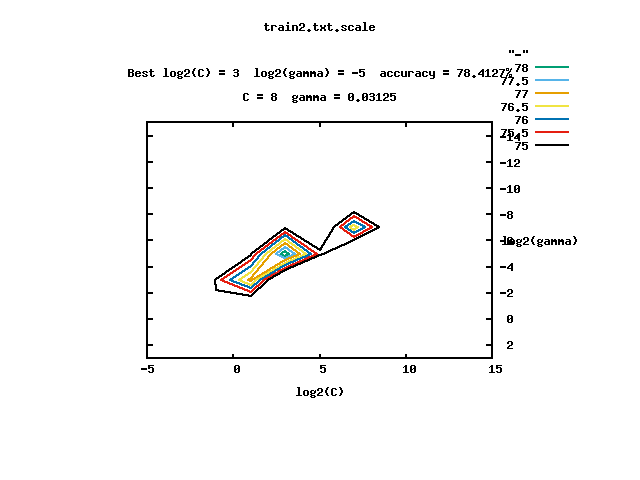 train2.txt.scale
"-"
Best log2(C) = 3  log2(gamma) = -5  accuracy = 78.4127%
78
77.5
77
C = 8  gamma = 0.03125
76.5
76
75.5
-14
75
-12
-10
-8
-6
log2(gamma)
-4
-2
0
2
-5 0 5 10 15
log2(C)